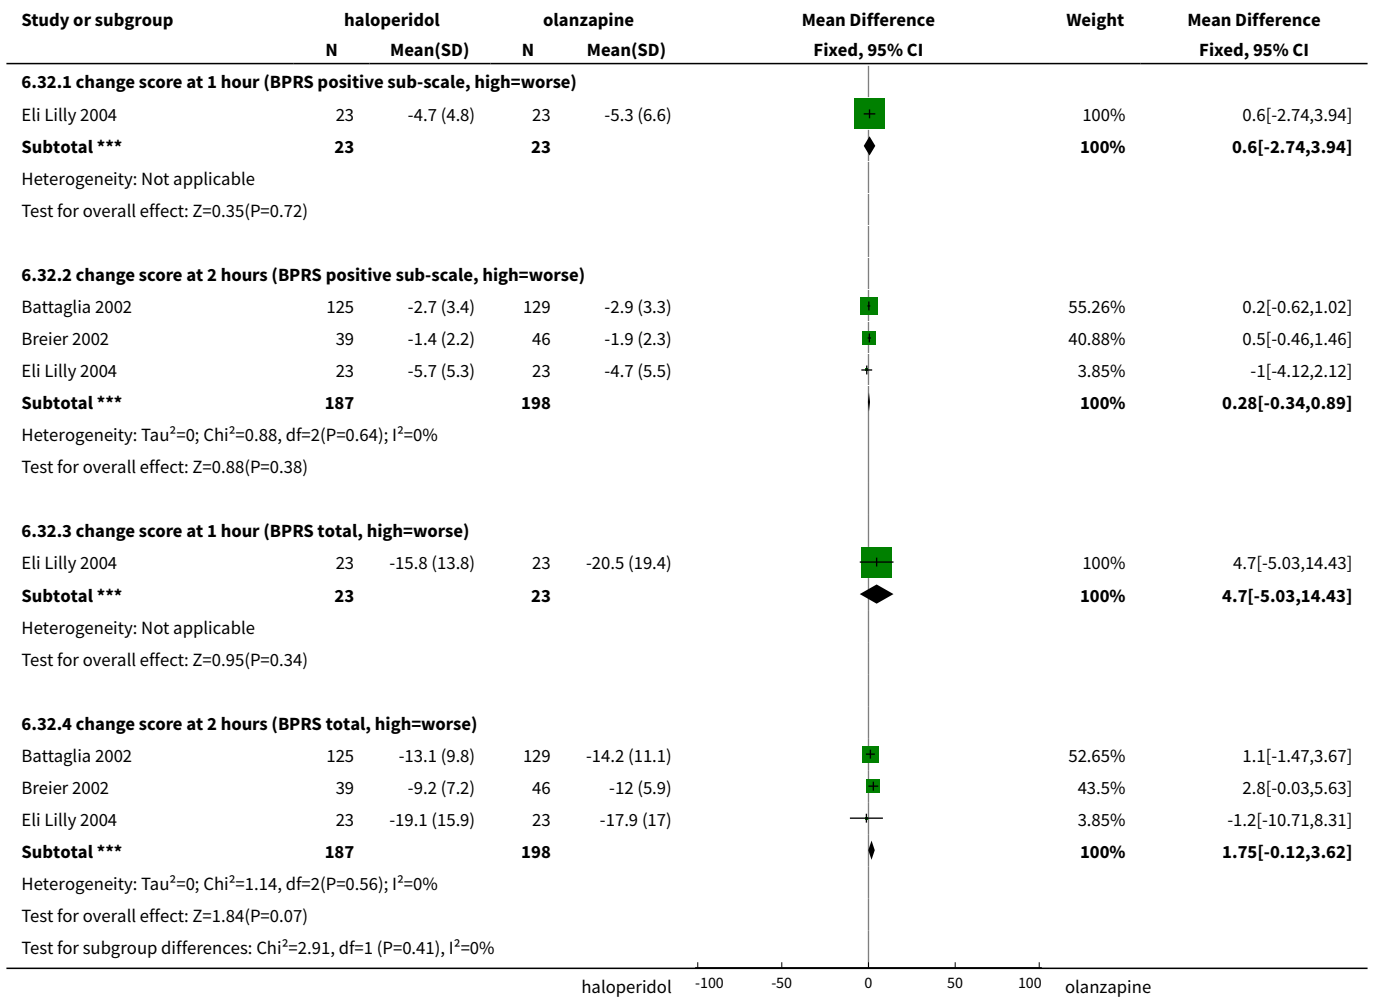 Study or subgroup haloperidol olanzapine Mean Difference Weight Mean Difference
N Mean(SD) N Mean(SD) Fixed, 95% CI Fixed, 95% CI
6.32.1 change score at 1 hour (BPRS positive sub-scale, high=worse)
Eli Lilly 2004 23 -4.7 (4.8) 23 -5.3 (6.6) 100% 0.6[-2.74,3.94]
Subtotal *** 23 23 100% 0.6[-2.74,3.94]
Heterogeneity: Not applicable
Test for overall effect: Z=0.35(P=0.72)
6.32.2 change score at 2 hours (BPRS positive sub-scale, high=worse)
Battaglia 2002 125 -2.7 (3.4) 129 -2.9 (3.3) 55.26% 0.2[-0.62,1.02]
Breier 2002 39 -1.4 (2.2) 46 -1.9 (2.3) 40.88% 0.5[-0.46,1.46]
Eli Lilly 2004 23 -5.7 (5.3) 23 -4.7 (5.5) 3.85% -1[-4.12,2.12]
Subtotal *** 187 198 100% 0.28[-0.34,0.89]
Heterogeneity: Tau²=0; Chi²=0.88, df=2(P=0.64); I²=0%
Test for overall effect: Z=0.88(P=0.38)
6.32.3 change score at 1 hour (BPRS total, high=worse)
Eli Lilly 2004 23 -15.8 (13.8) 23 -20.5 (19.4) 100% 4.7[-5.03,14.43]
Subtotal *** 23 23 100% 4.7[-5.03,14.43]
Heterogeneity: Not applicable
Test for overall effect: Z=0.95(P=0.34)
6.32.4 change score at 2 hours (BPRS total, high=worse)
Battaglia 2002 125 -13.1 (9.8) 129 -14.2 (11.1) 52.65% 1.1[-1.47,3.67]
Breier 2002 39 -9.2 (7.2) 46 -12 (5.9) 43.5% 2.8[-0.03,5.63]
Eli Lilly 2004 23 -19.1 (15.9) 23 -17.9 (17) 3.85% -1.2[-10.71,8.31]
Subtotal *** 187 198 100% 1.75[-0.12,3.62]
Heterogeneity: Tau²=0; Chi²=1.14, df=2(P=0.56); I²=0%
Test for overall effect: Z=1.84(P=0.07)
Test for subgroup differences: Chi²=2.91, df=1 (P=0.41), I²=0%
haloperidol -100 -50 0 50 100 olanzapine